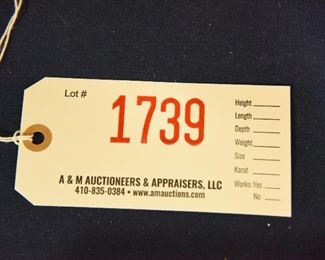 Lot #
1739
Height
Length
Depth
Weight
Size
Karat
Works: Yes
No
A & M AUCTIONEERS & APPRAISERS, LLC
410-835-0384 • www.amauctions.com